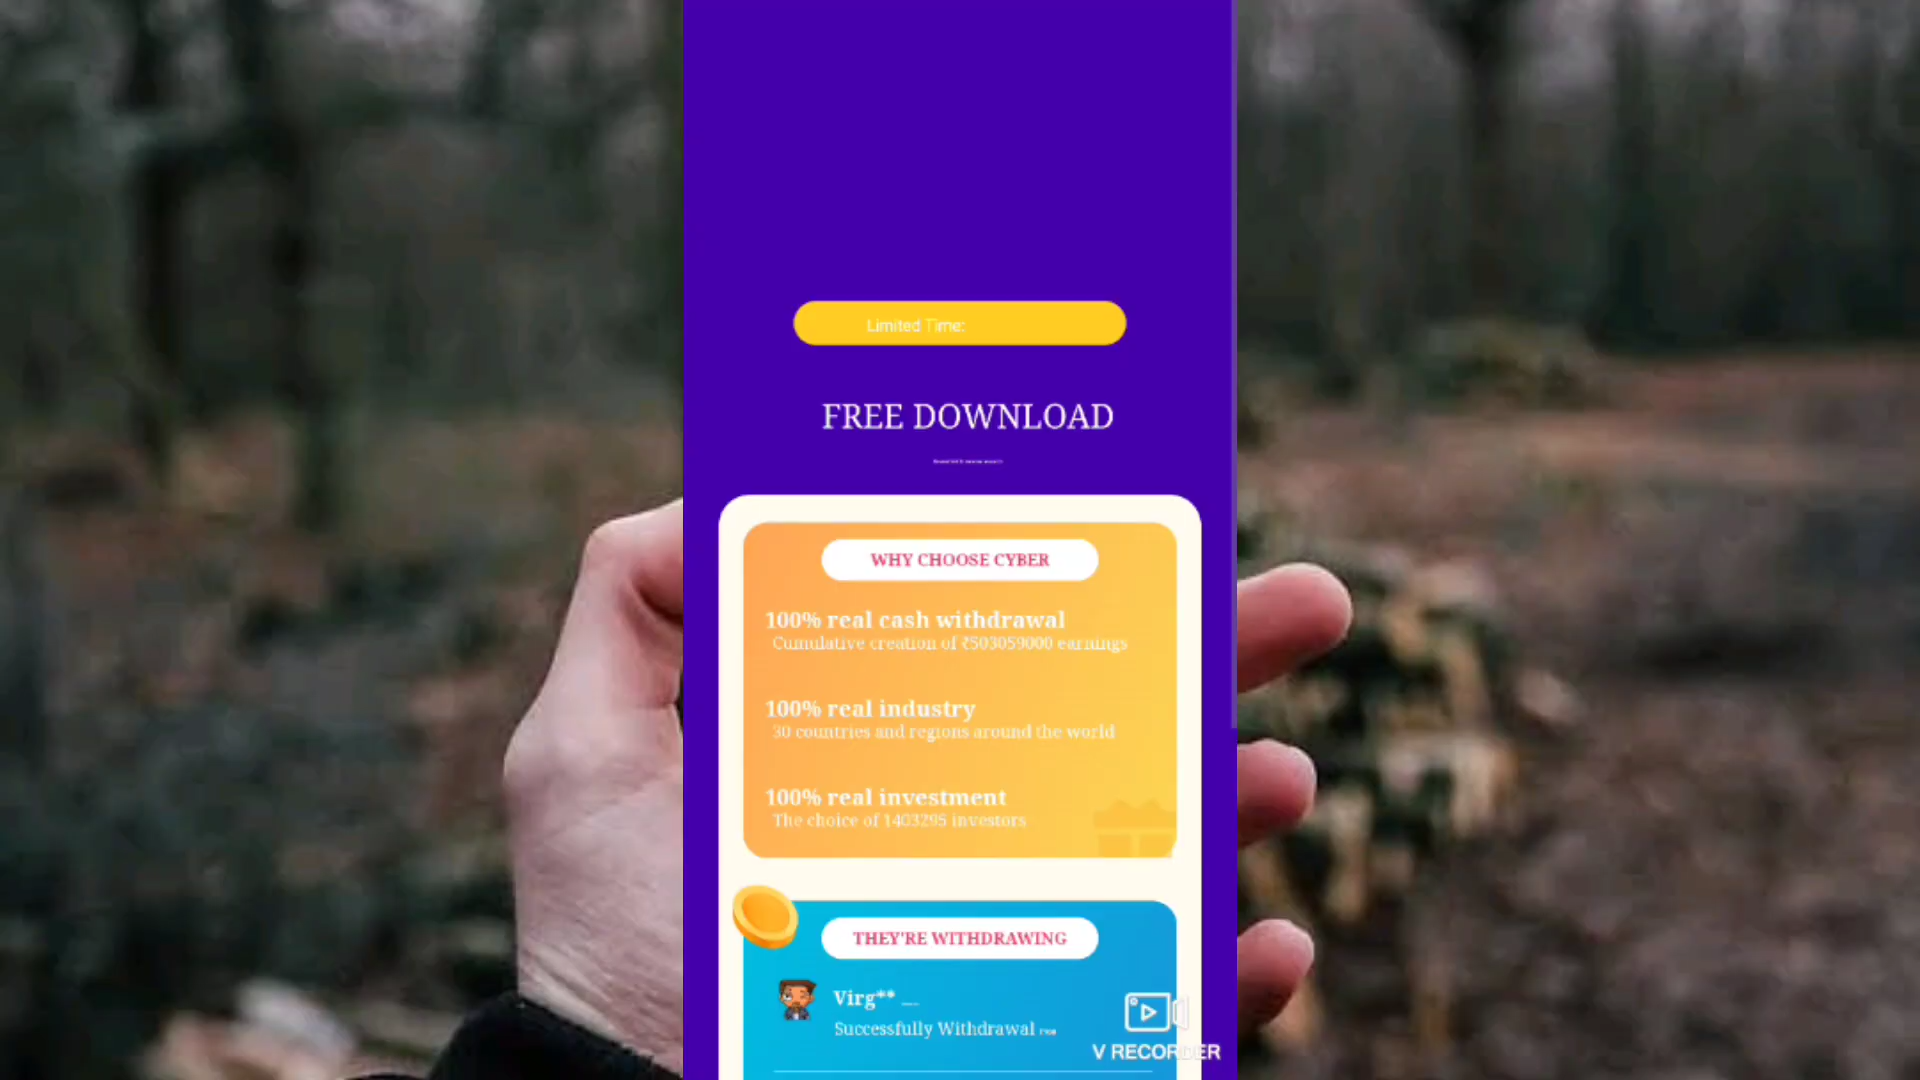 Limited Time:
FREE DOWNLOAD
WHY CHOOSE CYBER
100% real cash withdrawal
Cumulative creation of ₹503059000 earnings
100% real industry
30 countries and regions around the world
100% real investment
The choice of 1403295 investors
THEY'RE WITHDRAWING
Virg**
Successfully Withdrawal
V RECORDER